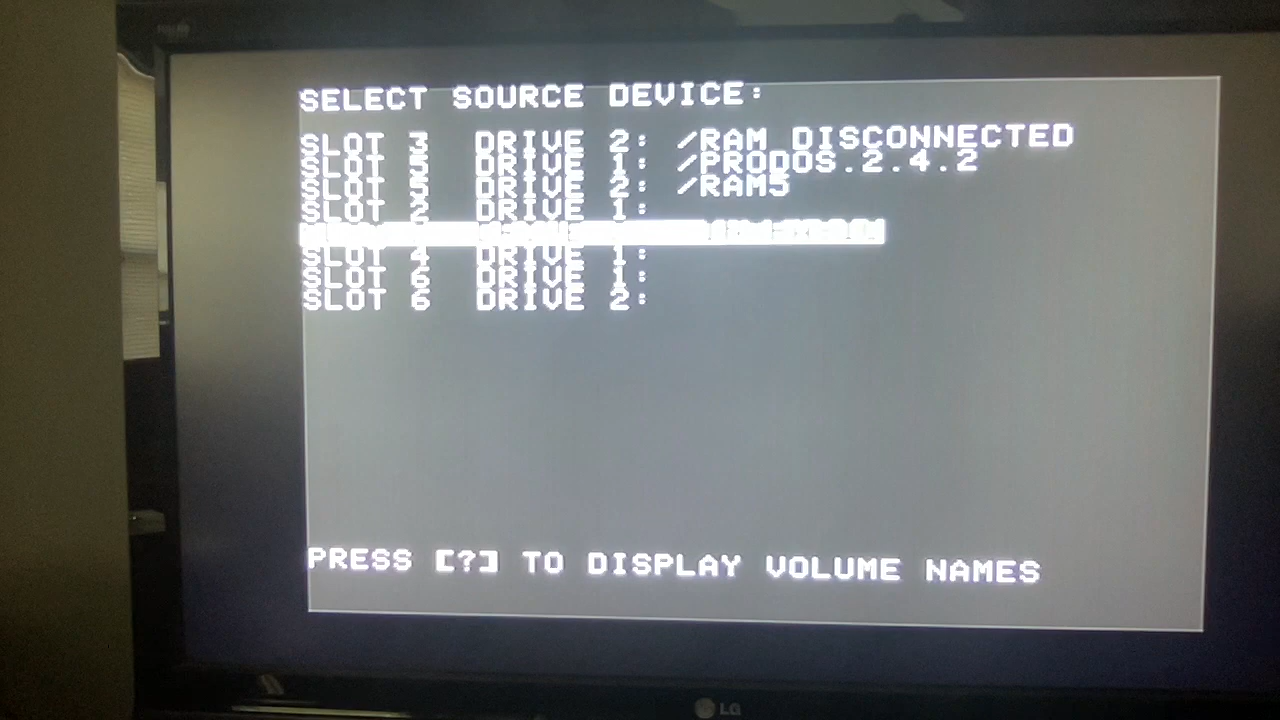 SELECT SOURCE DEVICE:
SLOT 3 DRIVE 2: /RAM DISCONNECTED
SLOT 5 DRIVE 1: /PRODOS.2.4.2
SLOT 5 DRIVE 2: /RAM5
SLOT 2 DRIVE 1:
SLOT 4 DRIVE 1:
SLOT 6 DRIVE 1:
SLOT 6 DRIVE 2:
PRESS [?] TO DISPLAY VOLUME NAMES
LG